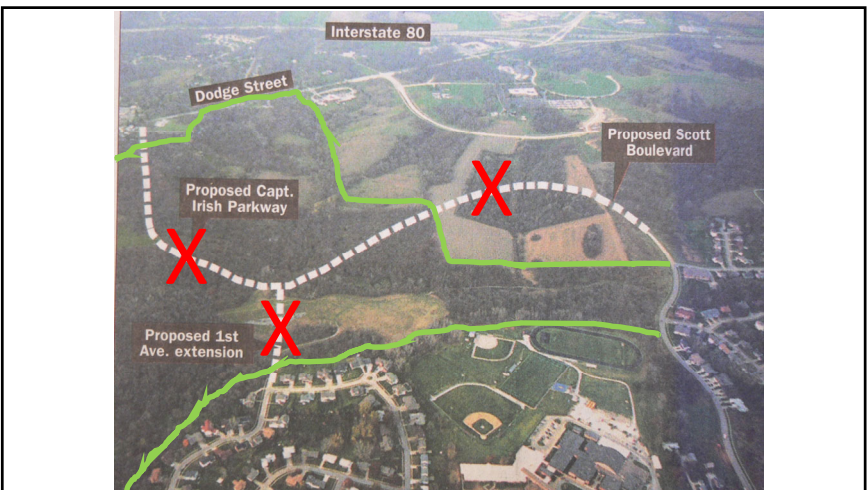 Interstate 80
Dodge Street
Proposed Scott
Boulevard
Proposed Capt.
Irish Parkway
Proposed 1st
Ave. extension
X
X
X